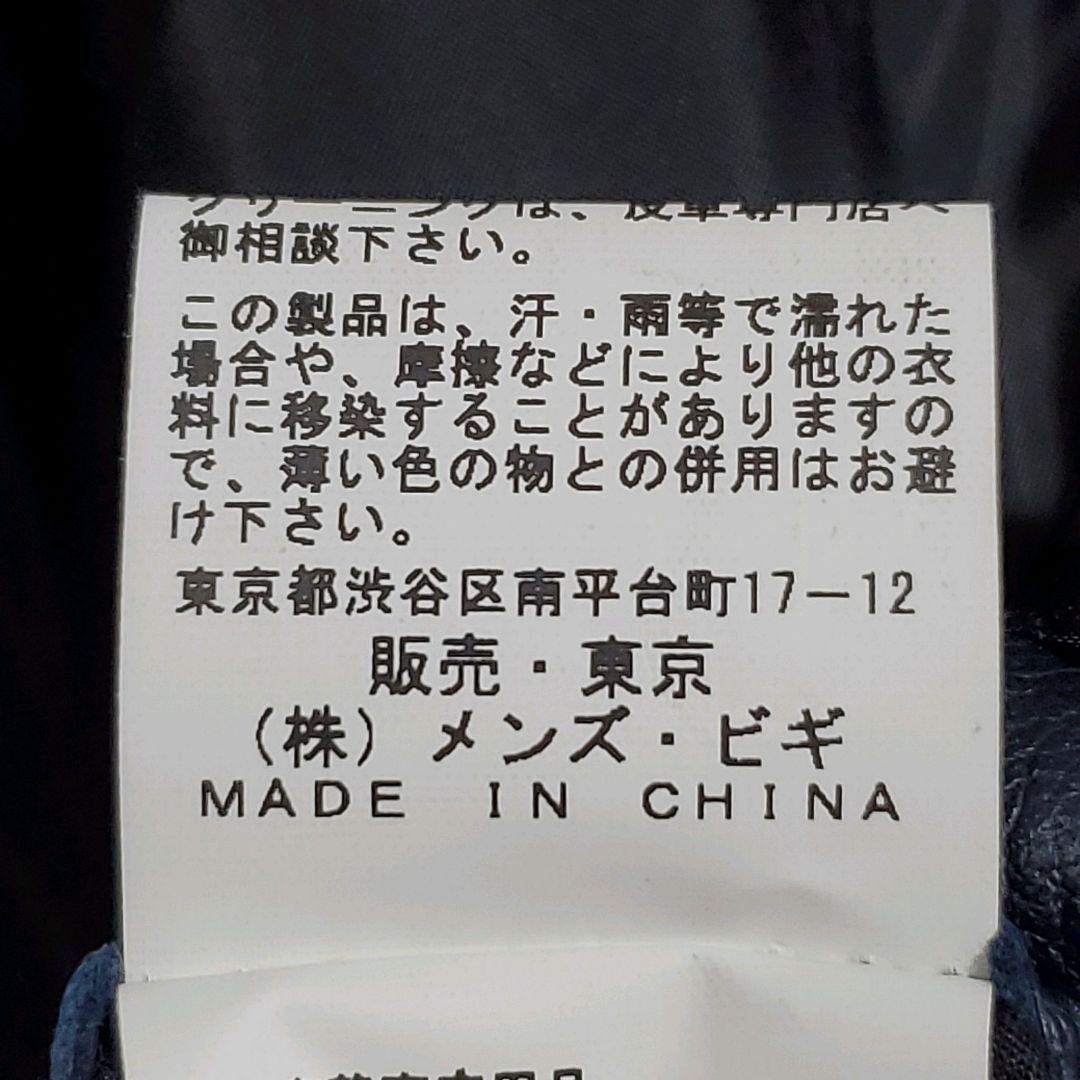 御相談下さい。
この製品は、汗・雨等で濡れた
場合や、摩擦などにより他の衣
料に移染することがありますの
で、薄い色の物との併用はお避
け下さい。
東京都渋谷区南平台町17－12
販売・東京
（株）メンズ・ビギ
MADE IN CHINA